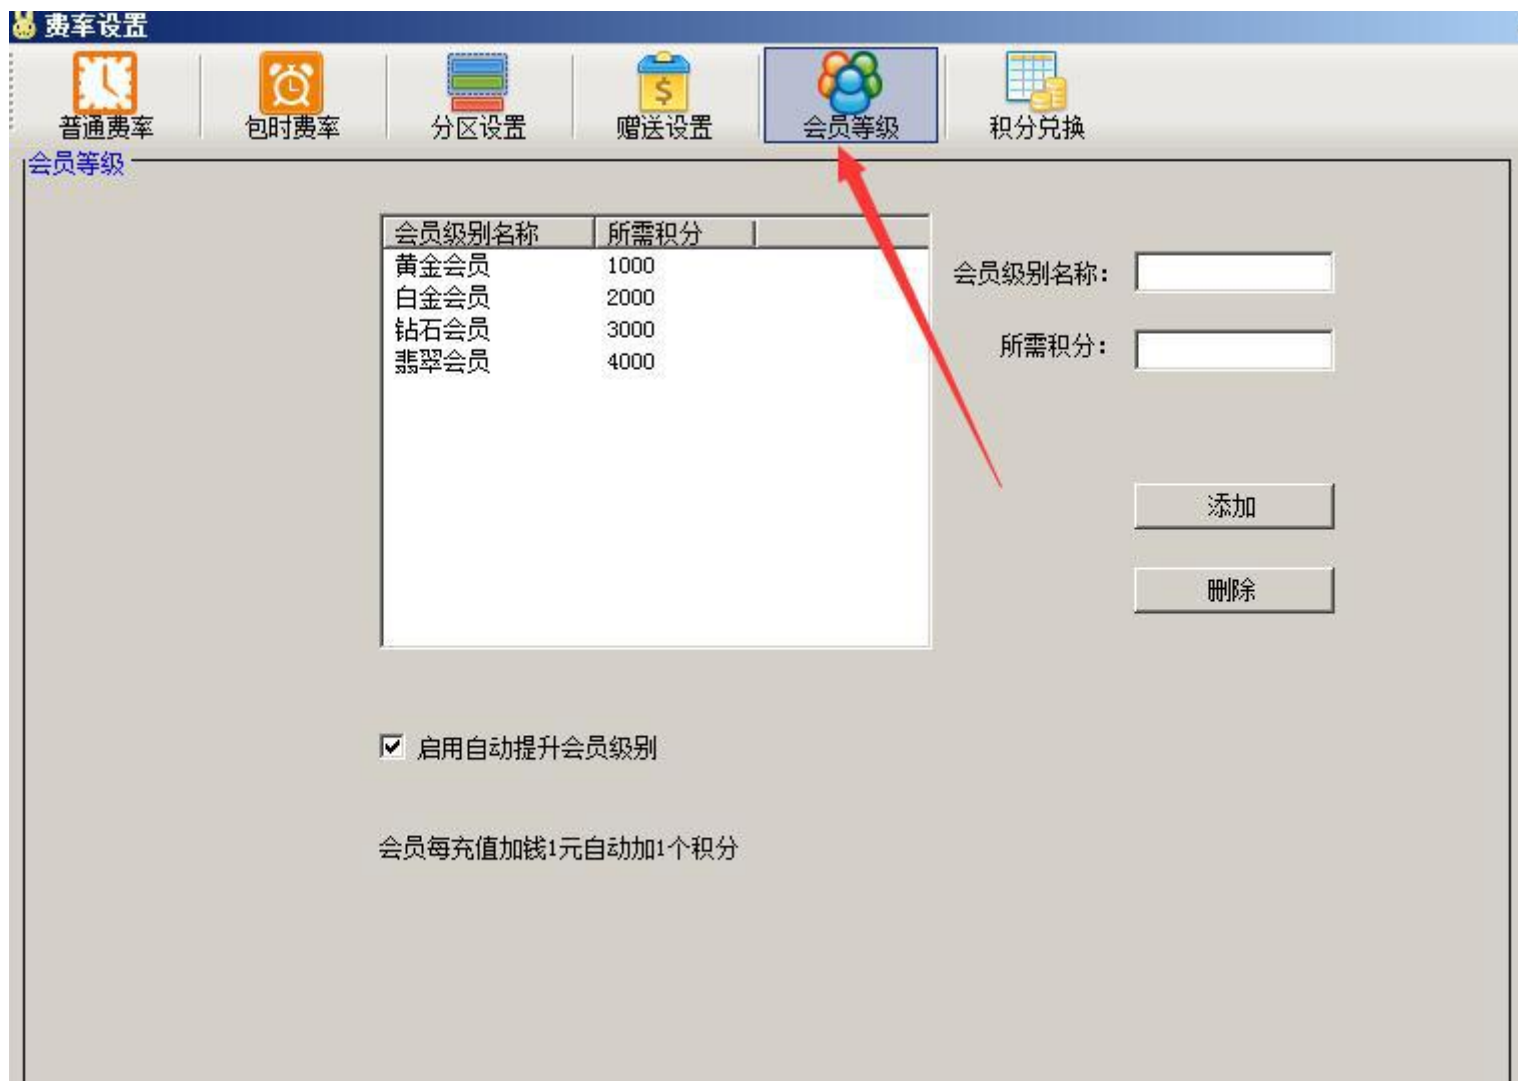 费率设置
普通费率 包时费率 分区设置 赠送设置 会员等级 积分兑换
会员等级
会员级别名称 所需积分
黄金会员 1000
白金会员 2000
钻石会员 3000
翡翠会员 4000
会员级别名称：
所需积分：
添加
删除
启用自动提升会员级别
会员每充值加钱1元自动加1个积分